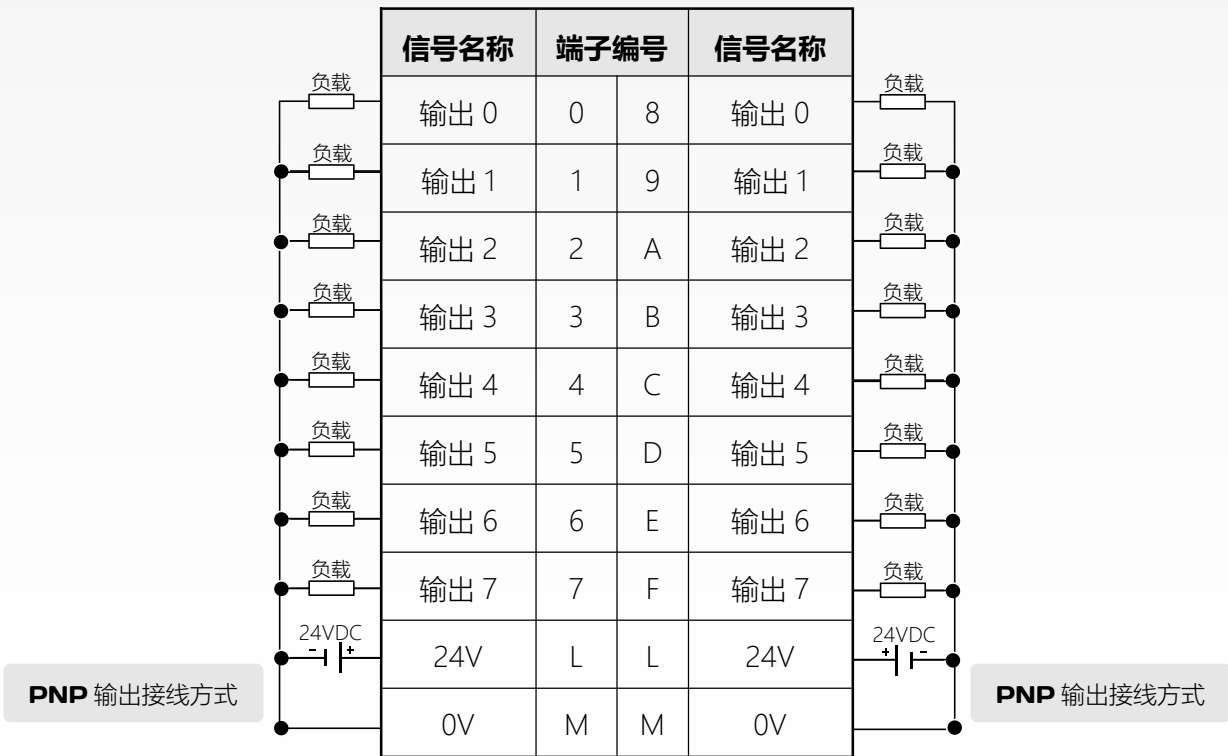 信号名称 端子编号 信号名称
负载 输出 0 0 8 输出 0 负载
负载 输出 1 1 9 输出 1 负载
负载 输出 2 2 A 输出 2 负载
负载 输出 3 3 B 输出 3 负载
负载 输出 4 4 C 输出 4 负载
负载 输出 5 5 D 输出 5 负载
负载 输出 6 6 E 输出 6 负载
负载 输出 7 7 F 输出 7 负载
24VDC 24V L L 24V 24VDC
- + + -
PNP 输出接线方式 PNP 输出接线方式
0V M M 0V